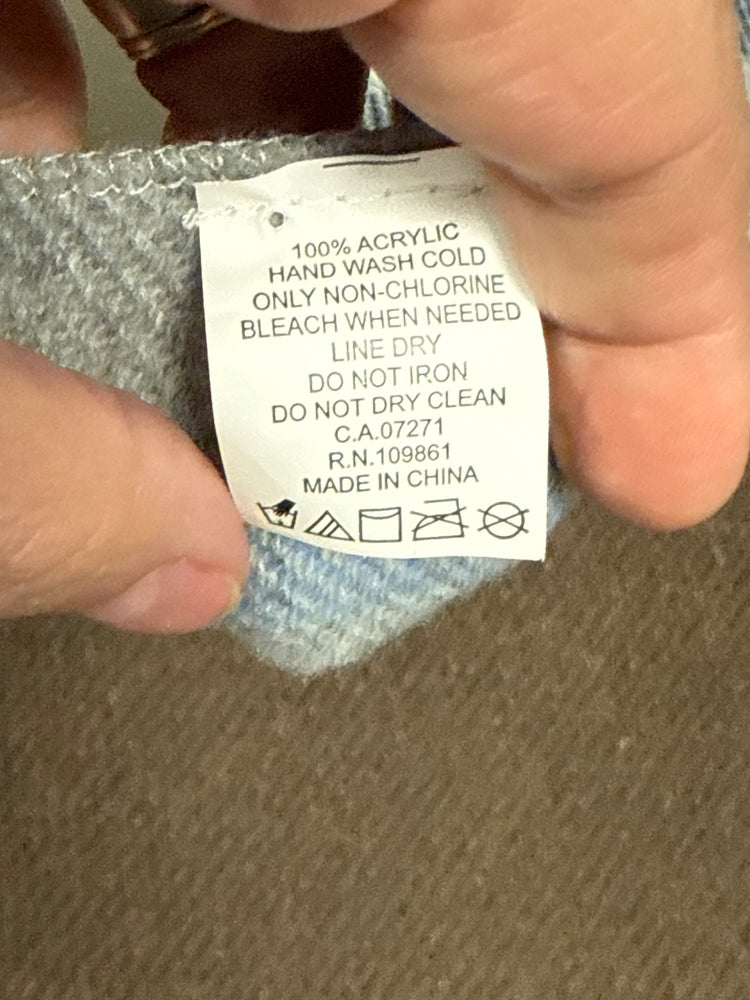 100% ACRYLIC
HAND WASH COLD
ONLY NON-CHLORINE
BLEACH WHEN NEEDED
LINE DRY
DO NOT IRON
DO NOT DRY CLEAN
C.A.07271
R.N.109861
MADE IN CHINA